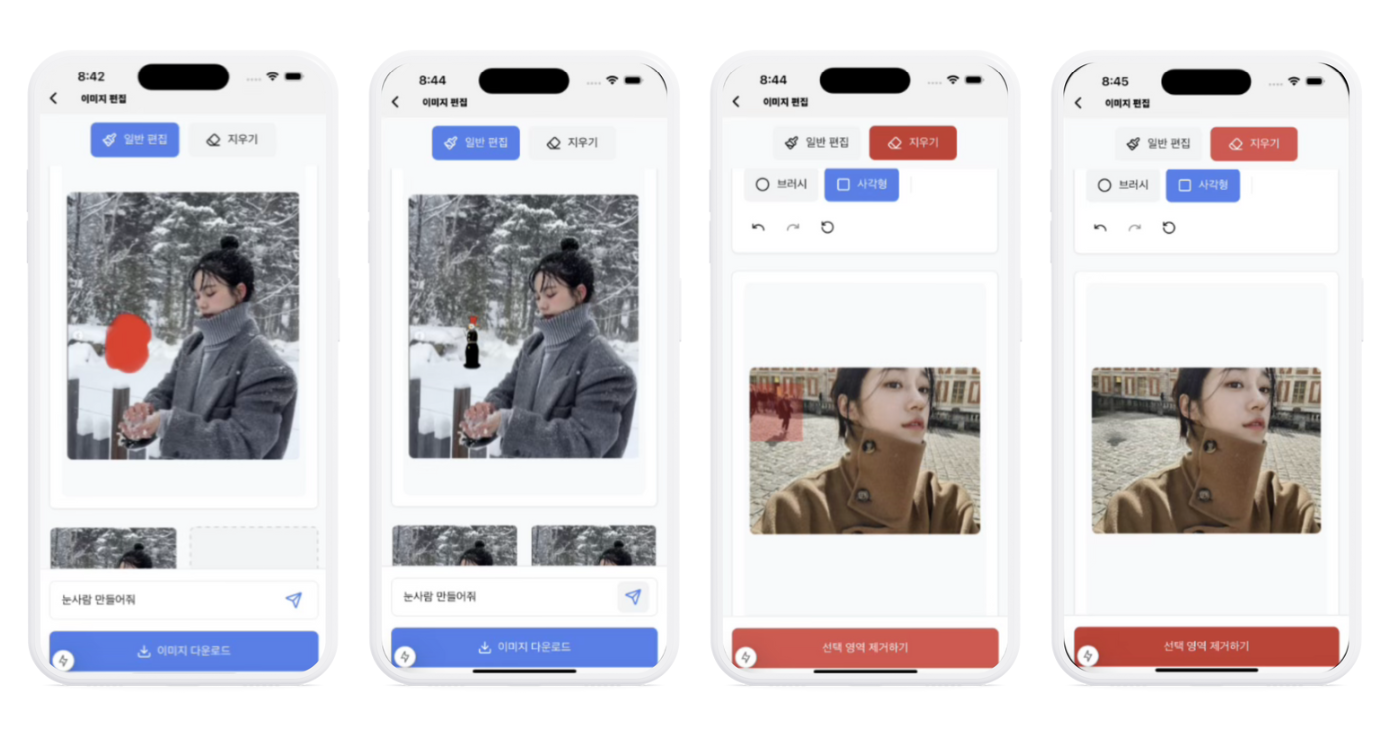 8:42
이미지 편집
일반 편집 지우기
눈사람 만들어줘
이미지 다운로드
8:44
이미지 편집
일반 편집 지우기
눈사람 만들어줘
이미지 다운로드
8:44
이미지 편집
일반 편집 지우기
브러시 사각형
선택 영역 제거하기
8:45
이미지 편집
일반 편집 지우기
브러시 사각형
선택 영역 제거하기